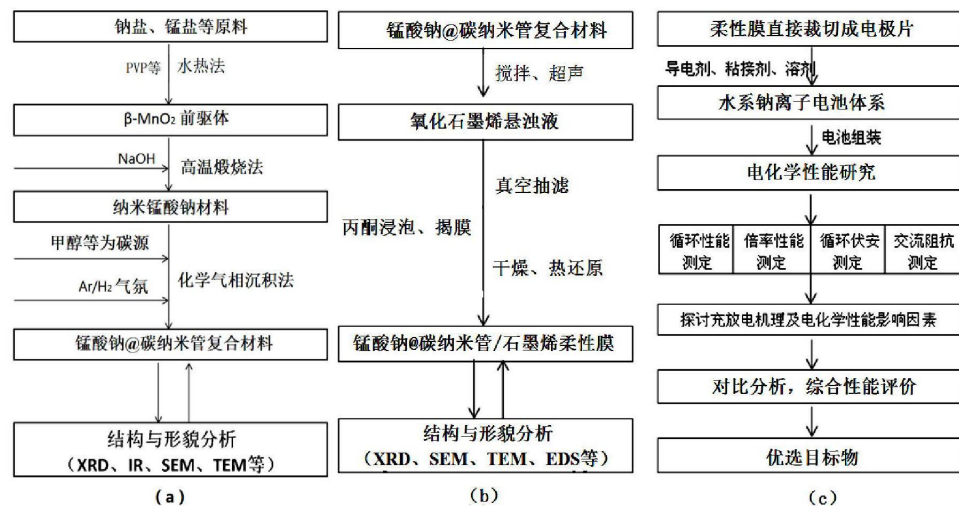 钠盐、锰盐等原料
PVP等
水热法
β-MnO₂ 前驱体
NaOH
高温煅烧法
纳米锰酸钠材料
甲醇等为碳源
化学气相沉积法
Ar/H₂ 气氛
锰酸钠@碳纳米管复合材料
结构与形貌分析
（XRD、IR、SEM、TEM等）
（a）
锰酸钠@碳纳米管复合材料
搅拌、超声
氧化石墨烯悬浊液
真空抽滤
丙酮浸泡、揭膜
干燥、热还原
锰酸钠@碳纳米管/石墨烯柔性膜
结构与形貌分析
（XRD、SEM、TEM、EDS等）
（b）
柔性膜直接裁切成电极片
导电剂、粘接剂、溶剂
水系钠离子电池体系
电池组装
电化学性能研究
循环性能
测定
倍率性能
测定
循环伏安
测定
交流阻抗
测定
探讨充放电机理及电化学性能影响因素
对比分析，综合性能评价
优选目标物
（c）